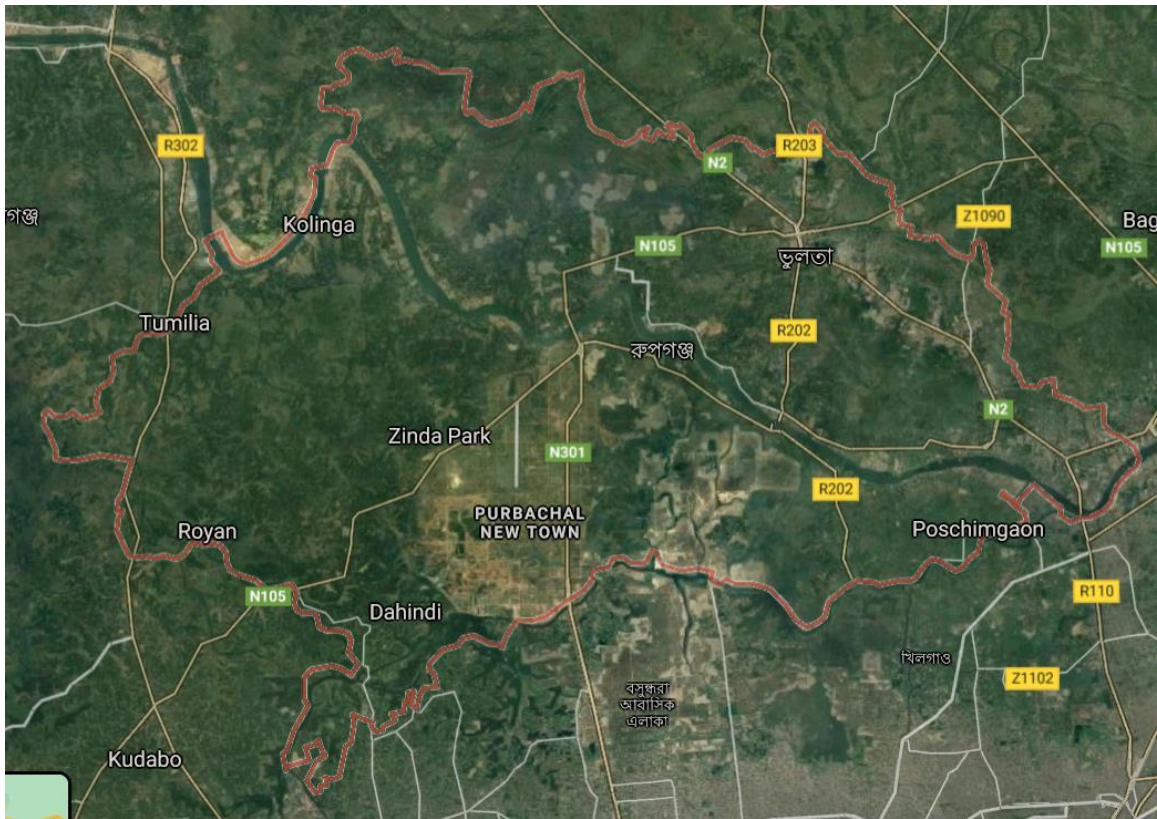 R302
R203
N2
গঞ্জ
Kolinga
Z1090
Bag
N105
N105
ভুলতা
Tumilia
R202
রুপগঞ্জ
N2
Zinda Park
N301
R202
PURBACHAL
NEW TOWN
Royan
Poschimgaon
N105
R110
Dahindi
খিলগাও
Z1102
বসুন্ধরা
আবাসিক
এলাকা
Kudabo